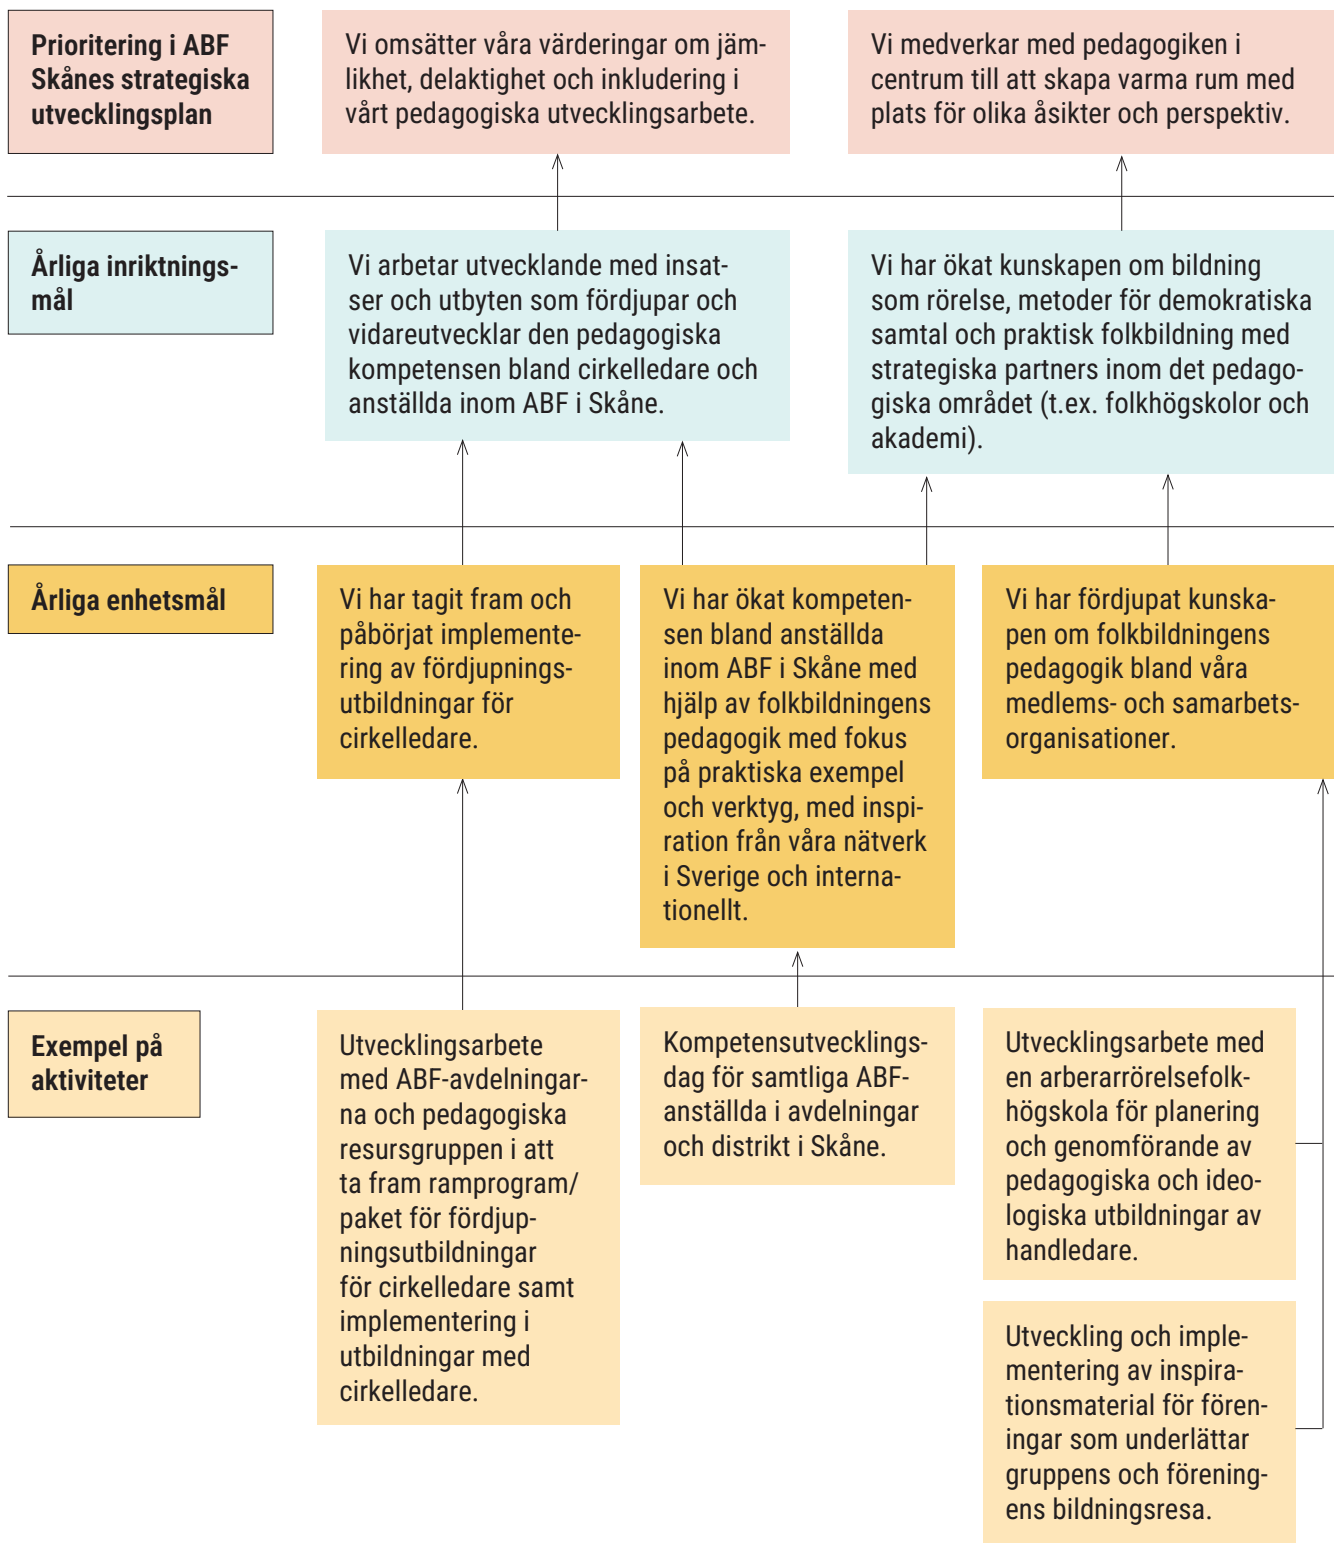 Prioritering i ABF
Skånes strategiska
utvecklingsplan
Vi omsätter våra värderingar om jäm-
likhet, delaktighet och inkludering i
vårt pedagogiska utvecklingsarbete.
Vi medverkar med pedagogiken i
centrum till att skapa varma rum med
plats för olika åsikter och perspektiv.
Årliga inriktnings-
mål
Vi arbetar utvecklande med insat-
ser och utbyten som fördjupar och
vidareutvecklar den pedagogiska
kompetensen bland cirkelledare och
anställda inom ABF i Skåne.
Vi har ökat kunskapen om bildning
som rörelse, metoder för demokratiska
samtal och praktisk folkbildning med
strategiska partners inom det pedago-
giska området (t.ex. folkhögskolor och
akademi).
Årliga enhetsmål
Vi har tagit fram och
påbörjat implemente-
ring av fördjupnings-
utbildningar för
cirkelledare.
Vi har ökat kompeten-
sen bland anställda
inom ABF i Skåne med
hjälp av folkbildningens
pedagogik med fokus
på praktiska exempel
och verktyg, med inspi-
ration från våra nätverk
i Sverige och interna-
tionellt.
Vi har fördjupat kunska-
pen om folkbildningens
pedagogik bland våra
medlems- och samarbets-
organisationer.
Exempel på
aktiviteter
Utvecklingsarbete
med ABF-avdelningar-
na och pedagogiska
resursgruppen i att
ta fram ramprogram/
paket för fördjup-
ningsutbildningar
för cirkelledare samt
implementering i
utbildningar med
cirkelledare.
Kompetensutvecklings-
dag för samtliga ABF-
anställda i avdelningar
och distrikt i Skåne.
Utvecklingsarbete med
en arberarrörelsefolk-
högskola för planering
och genomförande av
pedagogiska och ideo-
logiska utbildningar av
handledare.
Utveckling och imple-
mentering av inspira-
tionsmaterial för fören-
ingar som underlättar
gruppens och förening-
ens bildningsresa.